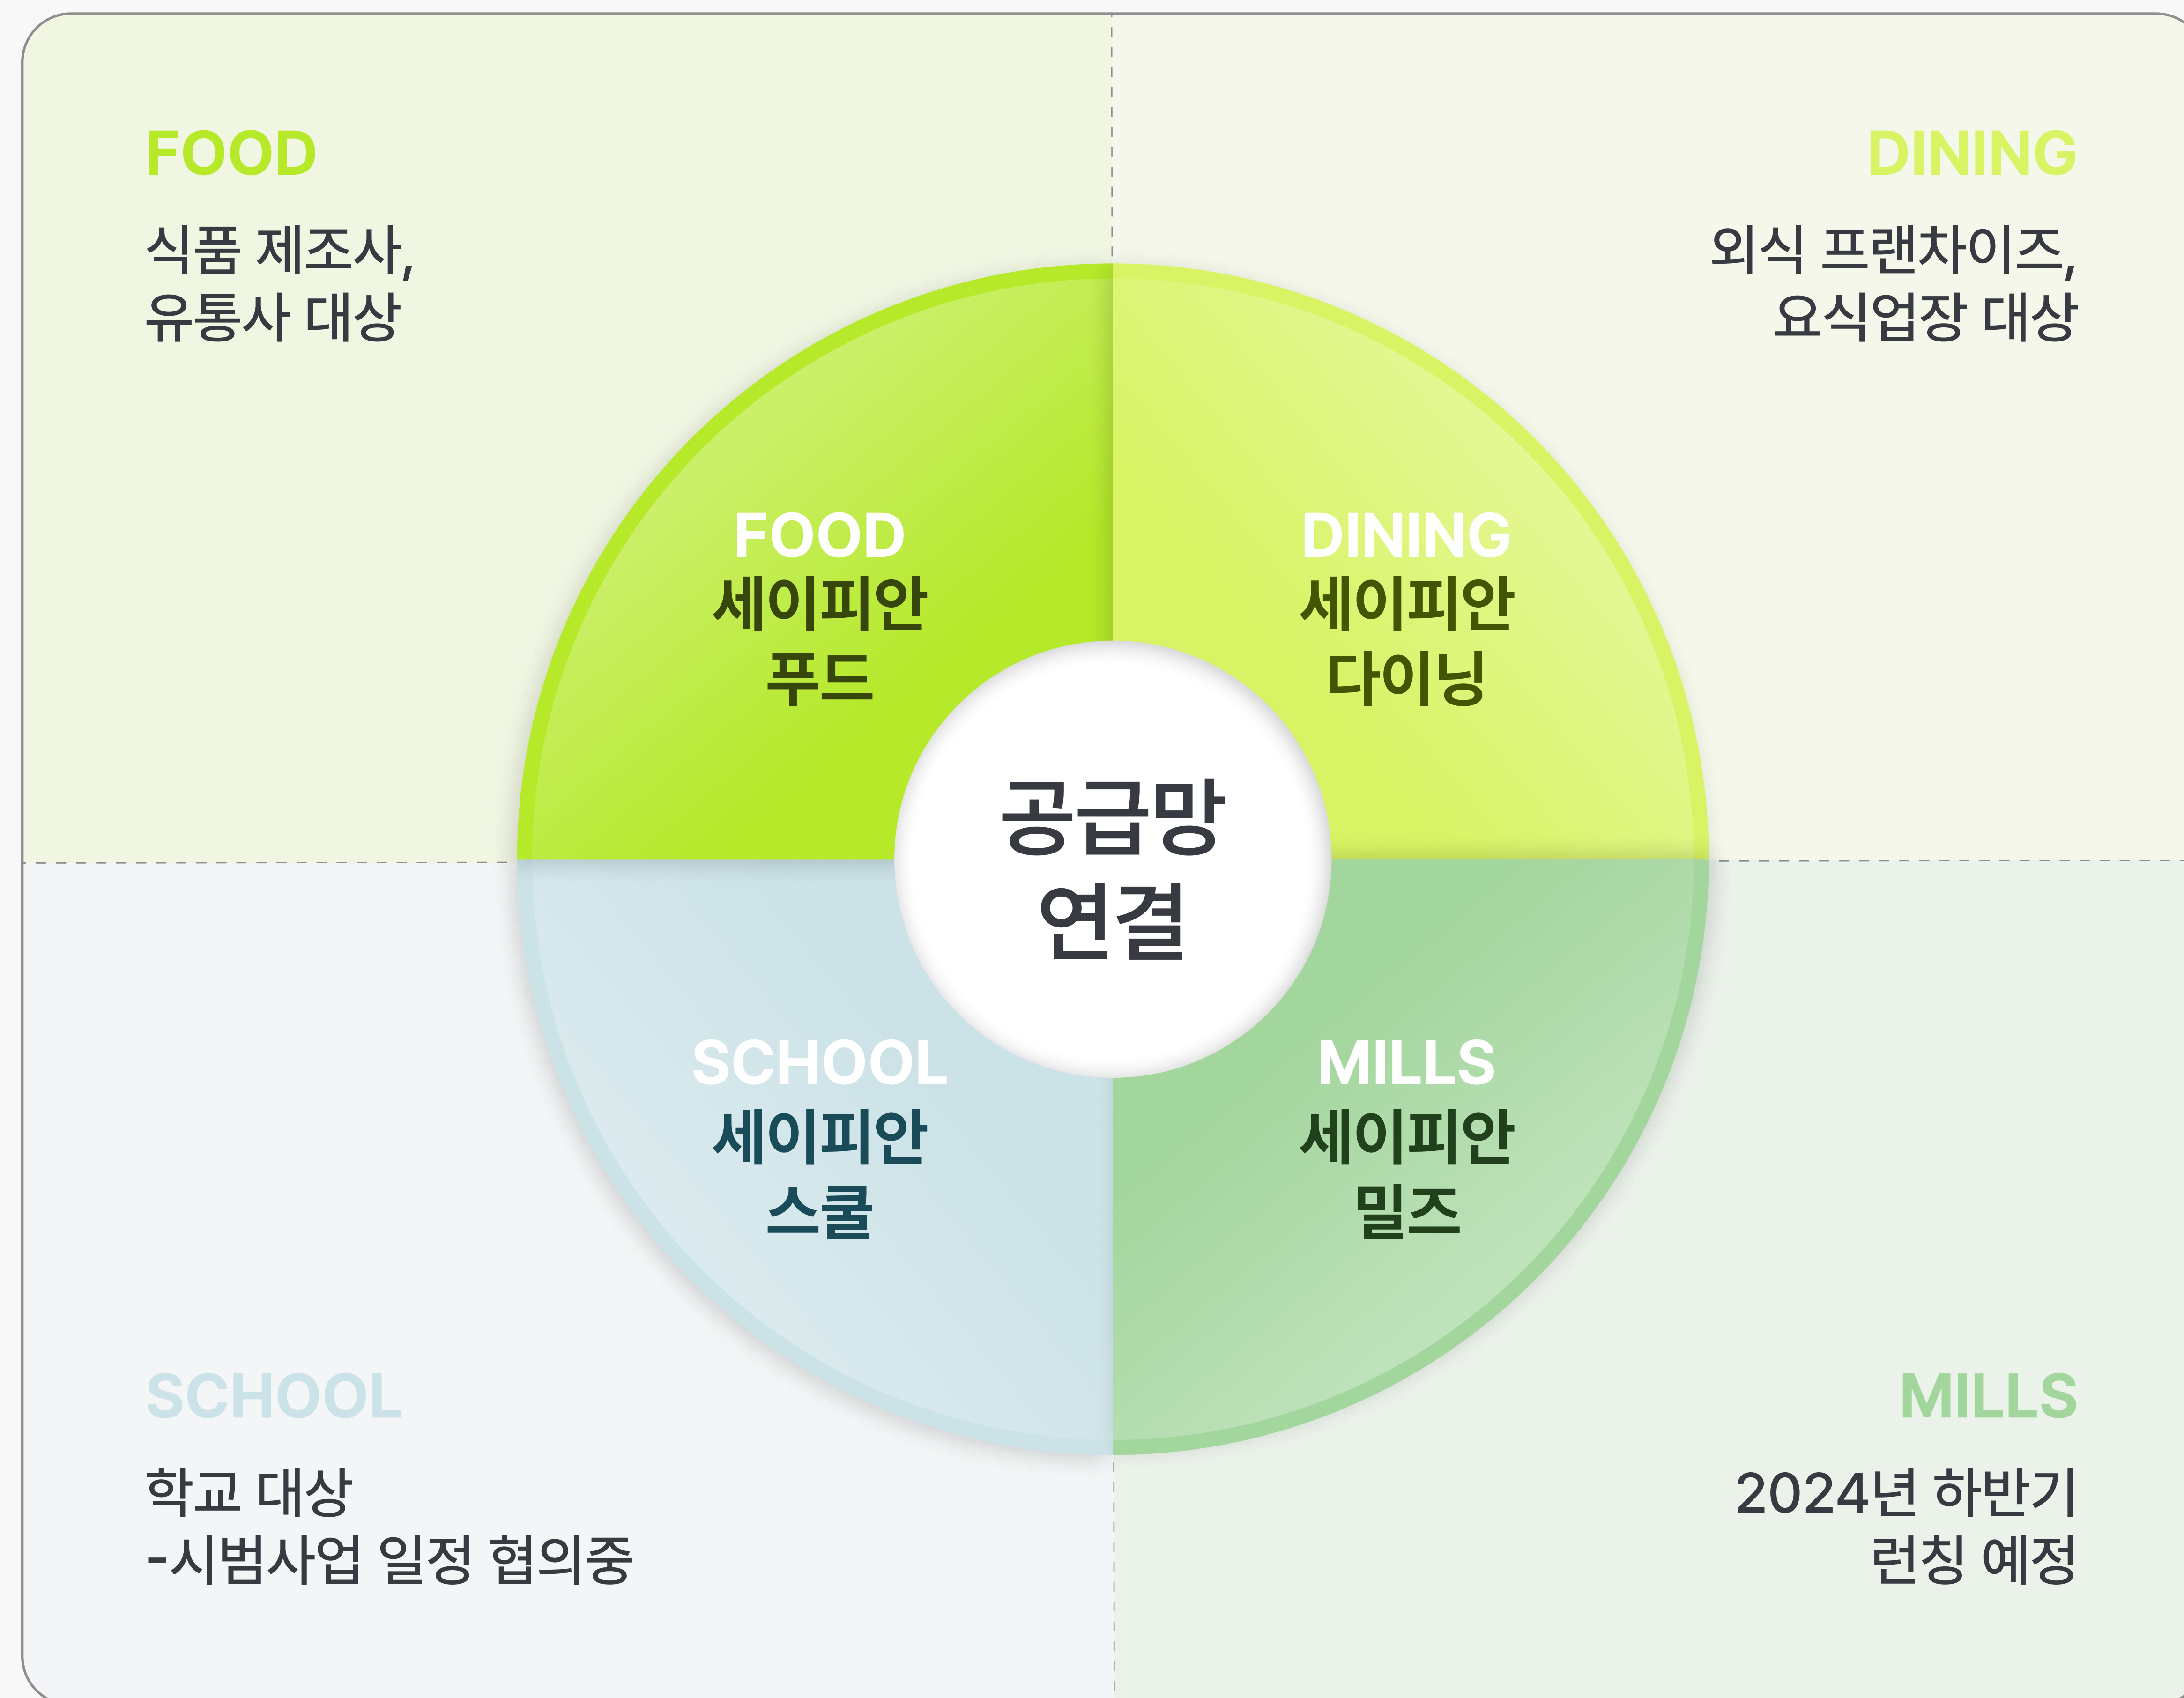 FOOD
식품 제조사,
유통사 대상
DINING
외식 프랜차이즈,
요식업장 대상
FOOD
세이피안
푸드
DINING
세이피안
다이닝
공급망
연결
SCHOOL
세이피안
스쿨
MILLS
세이피안
밀즈
SCHOOL
학교 대상
-시범사업 일정 협의중
MILLS
2024년 하반기
런칭 예정